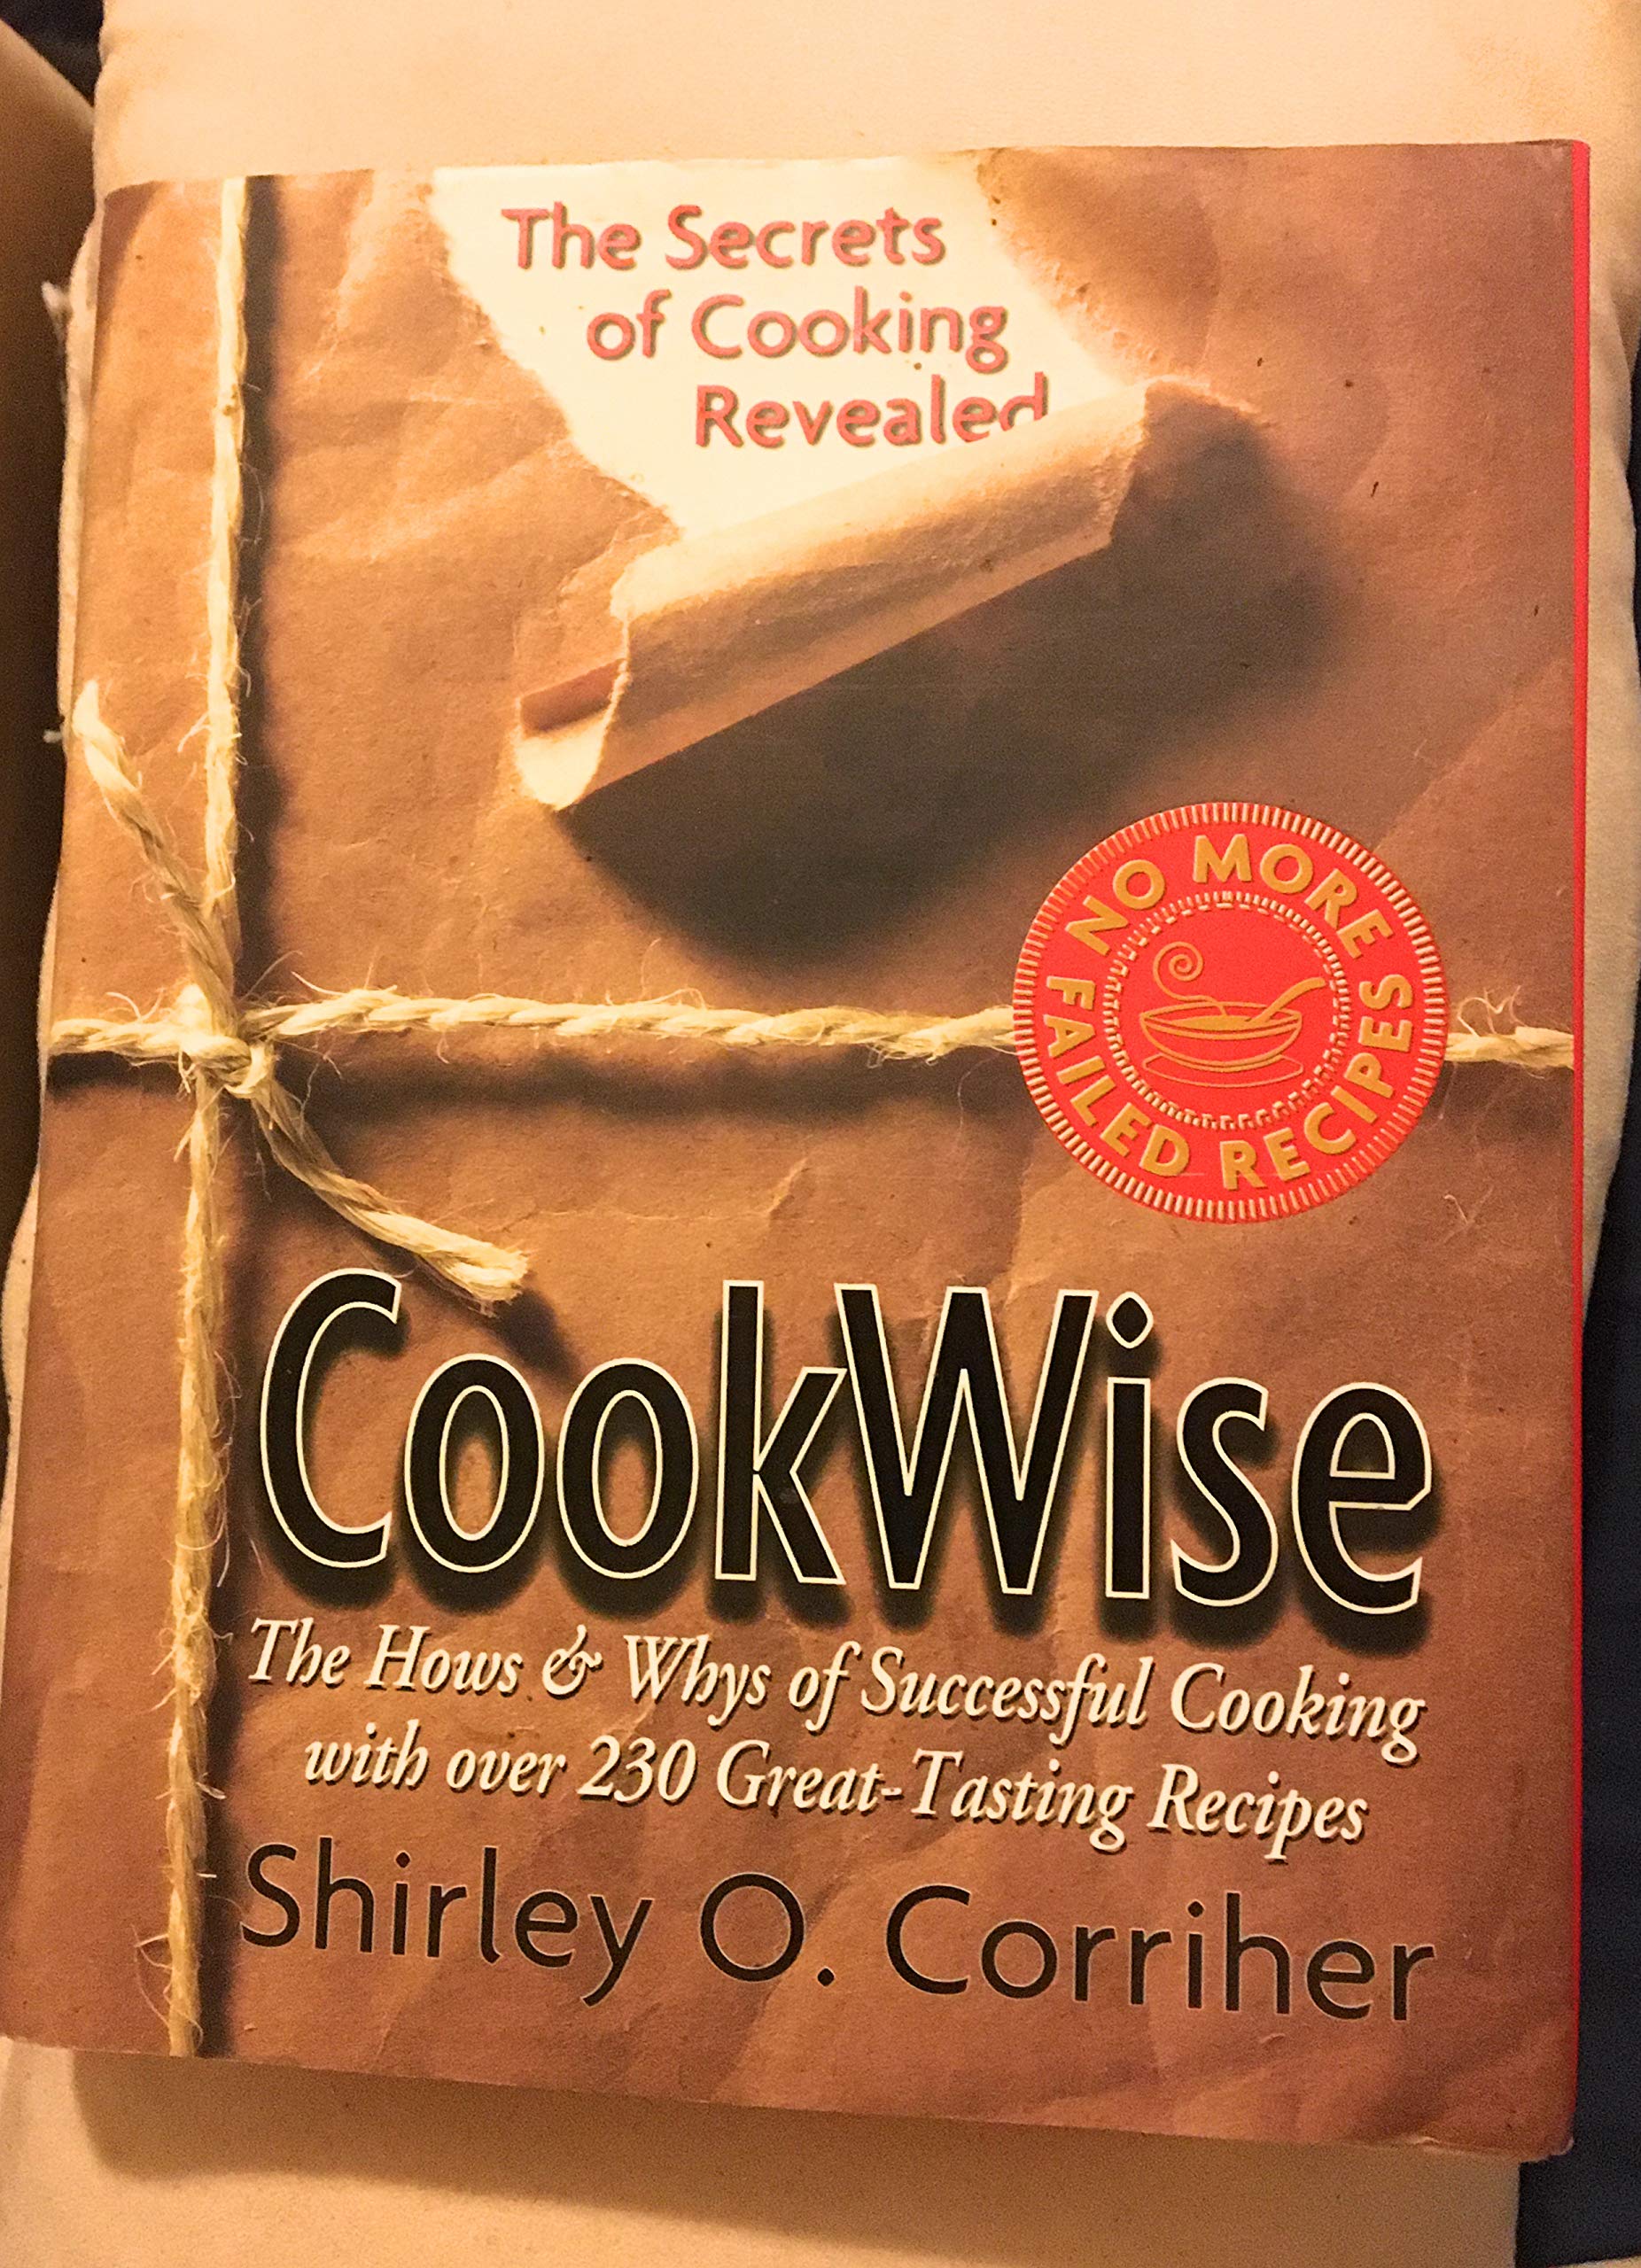 The Secrets
of Cooking
Revealed
NO MORE
FAILED RECIPES
CookWise
The Hows & Whys of Successful Cooking
with over 230 Great-Tasting Recipes
Shirley O. Corriher